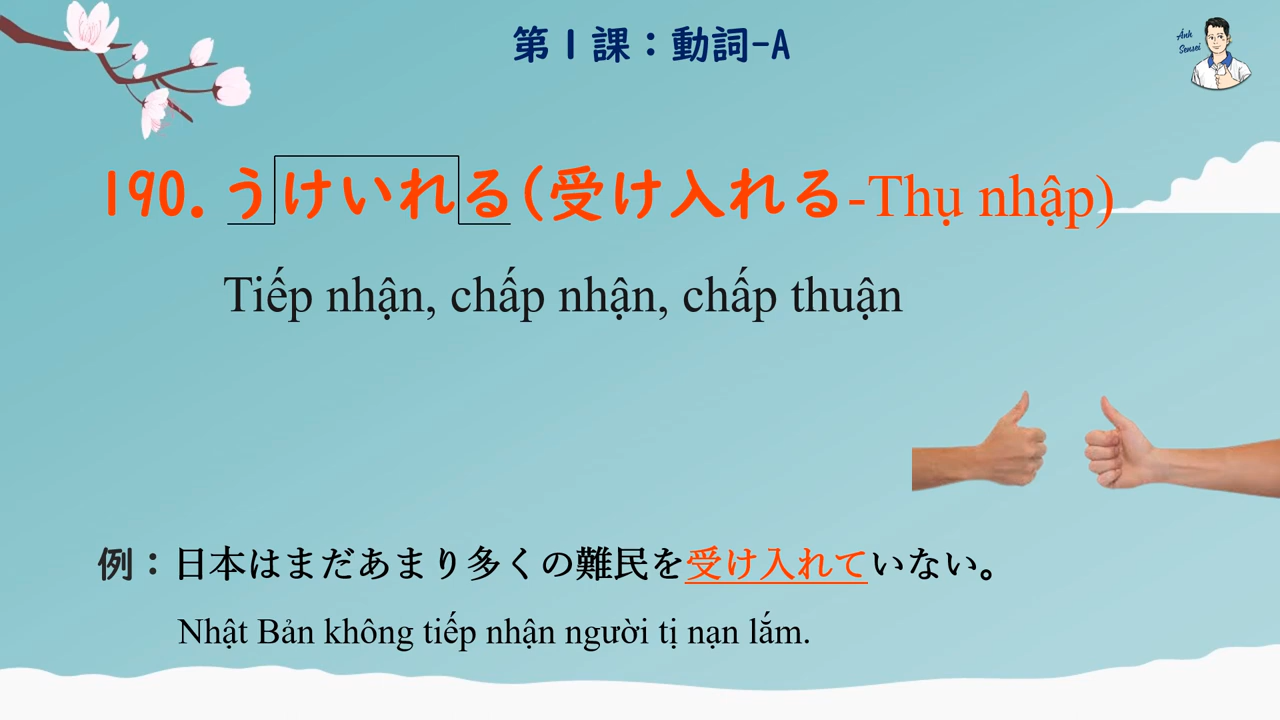 第1課：動詞-A
Ánh
Sensei
190. うけいれる(受け入れる-Thụ nhập)
Tiếp nhận, chấp nhận, chấp thuận
例：日本はまだあまり多くの難民を受け入れていない。
Nhật Bản không tiếp nhận người tị nạn lắm.